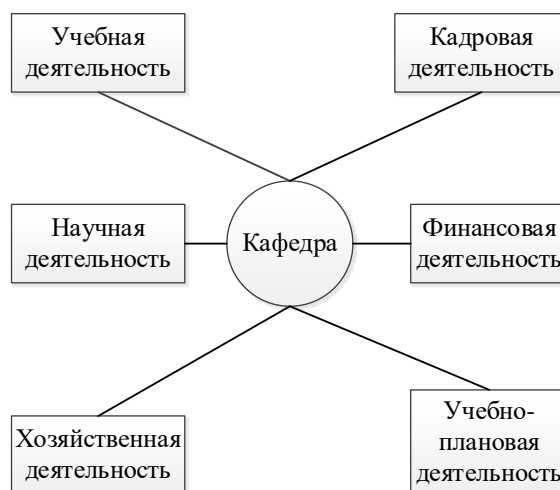 Учебная
деятельность
Кадровая
деятельность
Научная
деятельность
Кафедра
Финансовая
деятельность
Хозяйственная
деятельность
Учебно-
плановая
деятельность